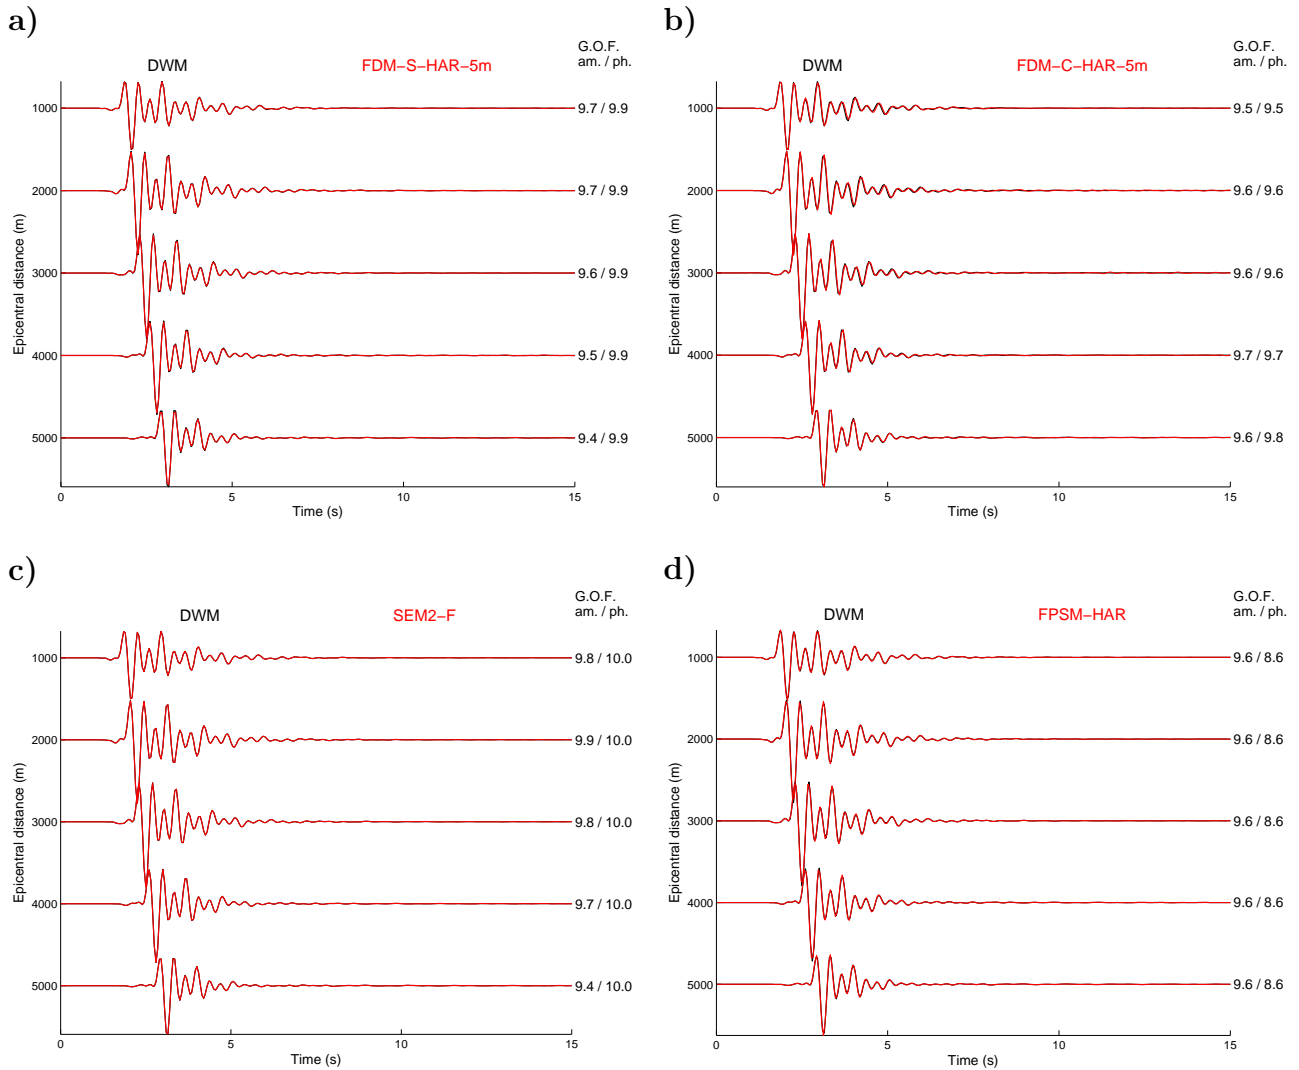 a)
DWM
FDM-S-HAR-5m
G.O.F.
am. / ph.
1000
9.7 / 9.9
2000
9.7 / 9.9
3000
9.6 / 9.9
4000
9.5 / 9.9
5000
9.4 / 9.9
Epicentral distance (m)
0 5 10 15
Time (s)
b)
DWM
FDM-C-HAR-5m
G.O.F.
am. / ph.
1000
9.5 / 9.5
2000
9.6 / 9.6
3000
9.6 / 9.6
4000
9.7 / 9.7
5000
9.6 / 9.8
Epicentral distance (m)
0 5 10 15
Time (s)
c)
DWM
SEM2-F
G.O.F.
am. / ph.
1000
9.8 / 10.0
2000
9.9 / 10.0
3000
9.8 / 10.0
4000
9.7 / 10.0
5000
9.4 / 10.0
Epicentral distance (m)
0 5 10 15
Time (s)
d)
DWM
FPSM-HAR
G.O.F.
am. / ph.
1000
9.6 / 8.6
2000
9.6 / 8.6
3000
9.6 / 8.6
4000
9.6 / 8.6
5000
9.6 / 8.6
Epicentral distance (m)
0 5 10 15
Time (s)